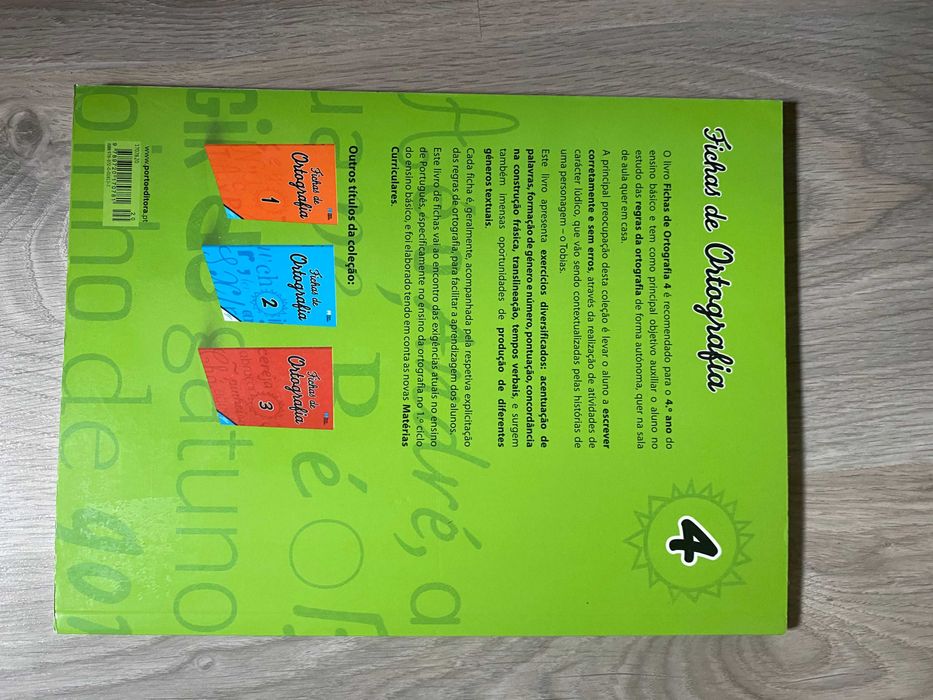 Fichas de Ortografia
4
O livro Fichas de Ortografia 4 é recomendado para o 4.º ano do
ensino básico e tem como principal objetivo auxiliar o aluno no
estudo das regras da ortografia de forma autónoma, quer na sala
de aula quer em casa.
A principal preocupação desta coleção é levar o aluno a escrever
corretamente e sem erros, através da realização de atividades de
carácter lúdico, que vão sendo contextualizadas pelas histórias de
uma personagem – o Tobias.
Este livro apresenta exercícios diversificados: acentuação de
palavras, formação de género e número, pontuação, concordância
na construção frásica, translineação, tempos verbais, e surgem
também imensas oportunidades de produção de diferentes
géneros textuais.
Cada ficha é, geralmente, acompanhada pela respetiva explicitação
das regras de ortografia, para facilitar a aprendizagem dos alunos.
Este livro de fichas vai ao encontro das exigências atuais no ensino
de Português, especificamente no ensino da ortografia no 1.º ciclo
do ensino básico, e foi elaborado tendo em conta as novas Matérias
Curriculares.
Outros títulos da coleção:
Fichas de
Ortografia
1
Fichas de
Ortografia
2
Fichas de
Ortografia
3
www.portoeditora.pt